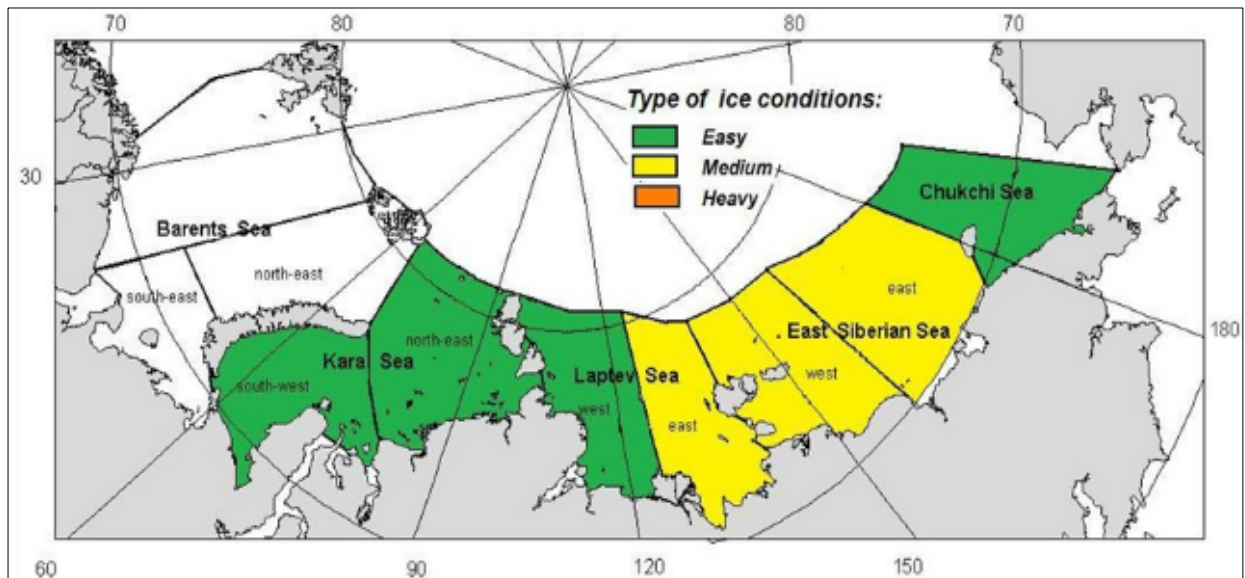 70
80
80
70
Type of ice conditions:
Easy
Medium
Heavy
30
Chukchi Sea
Barents Sea
north-east
south-east
east
180
East Siberian Sea
north-east
Kara Sea
Laptev Sea
south-west
west
west
east
60
90
120
150